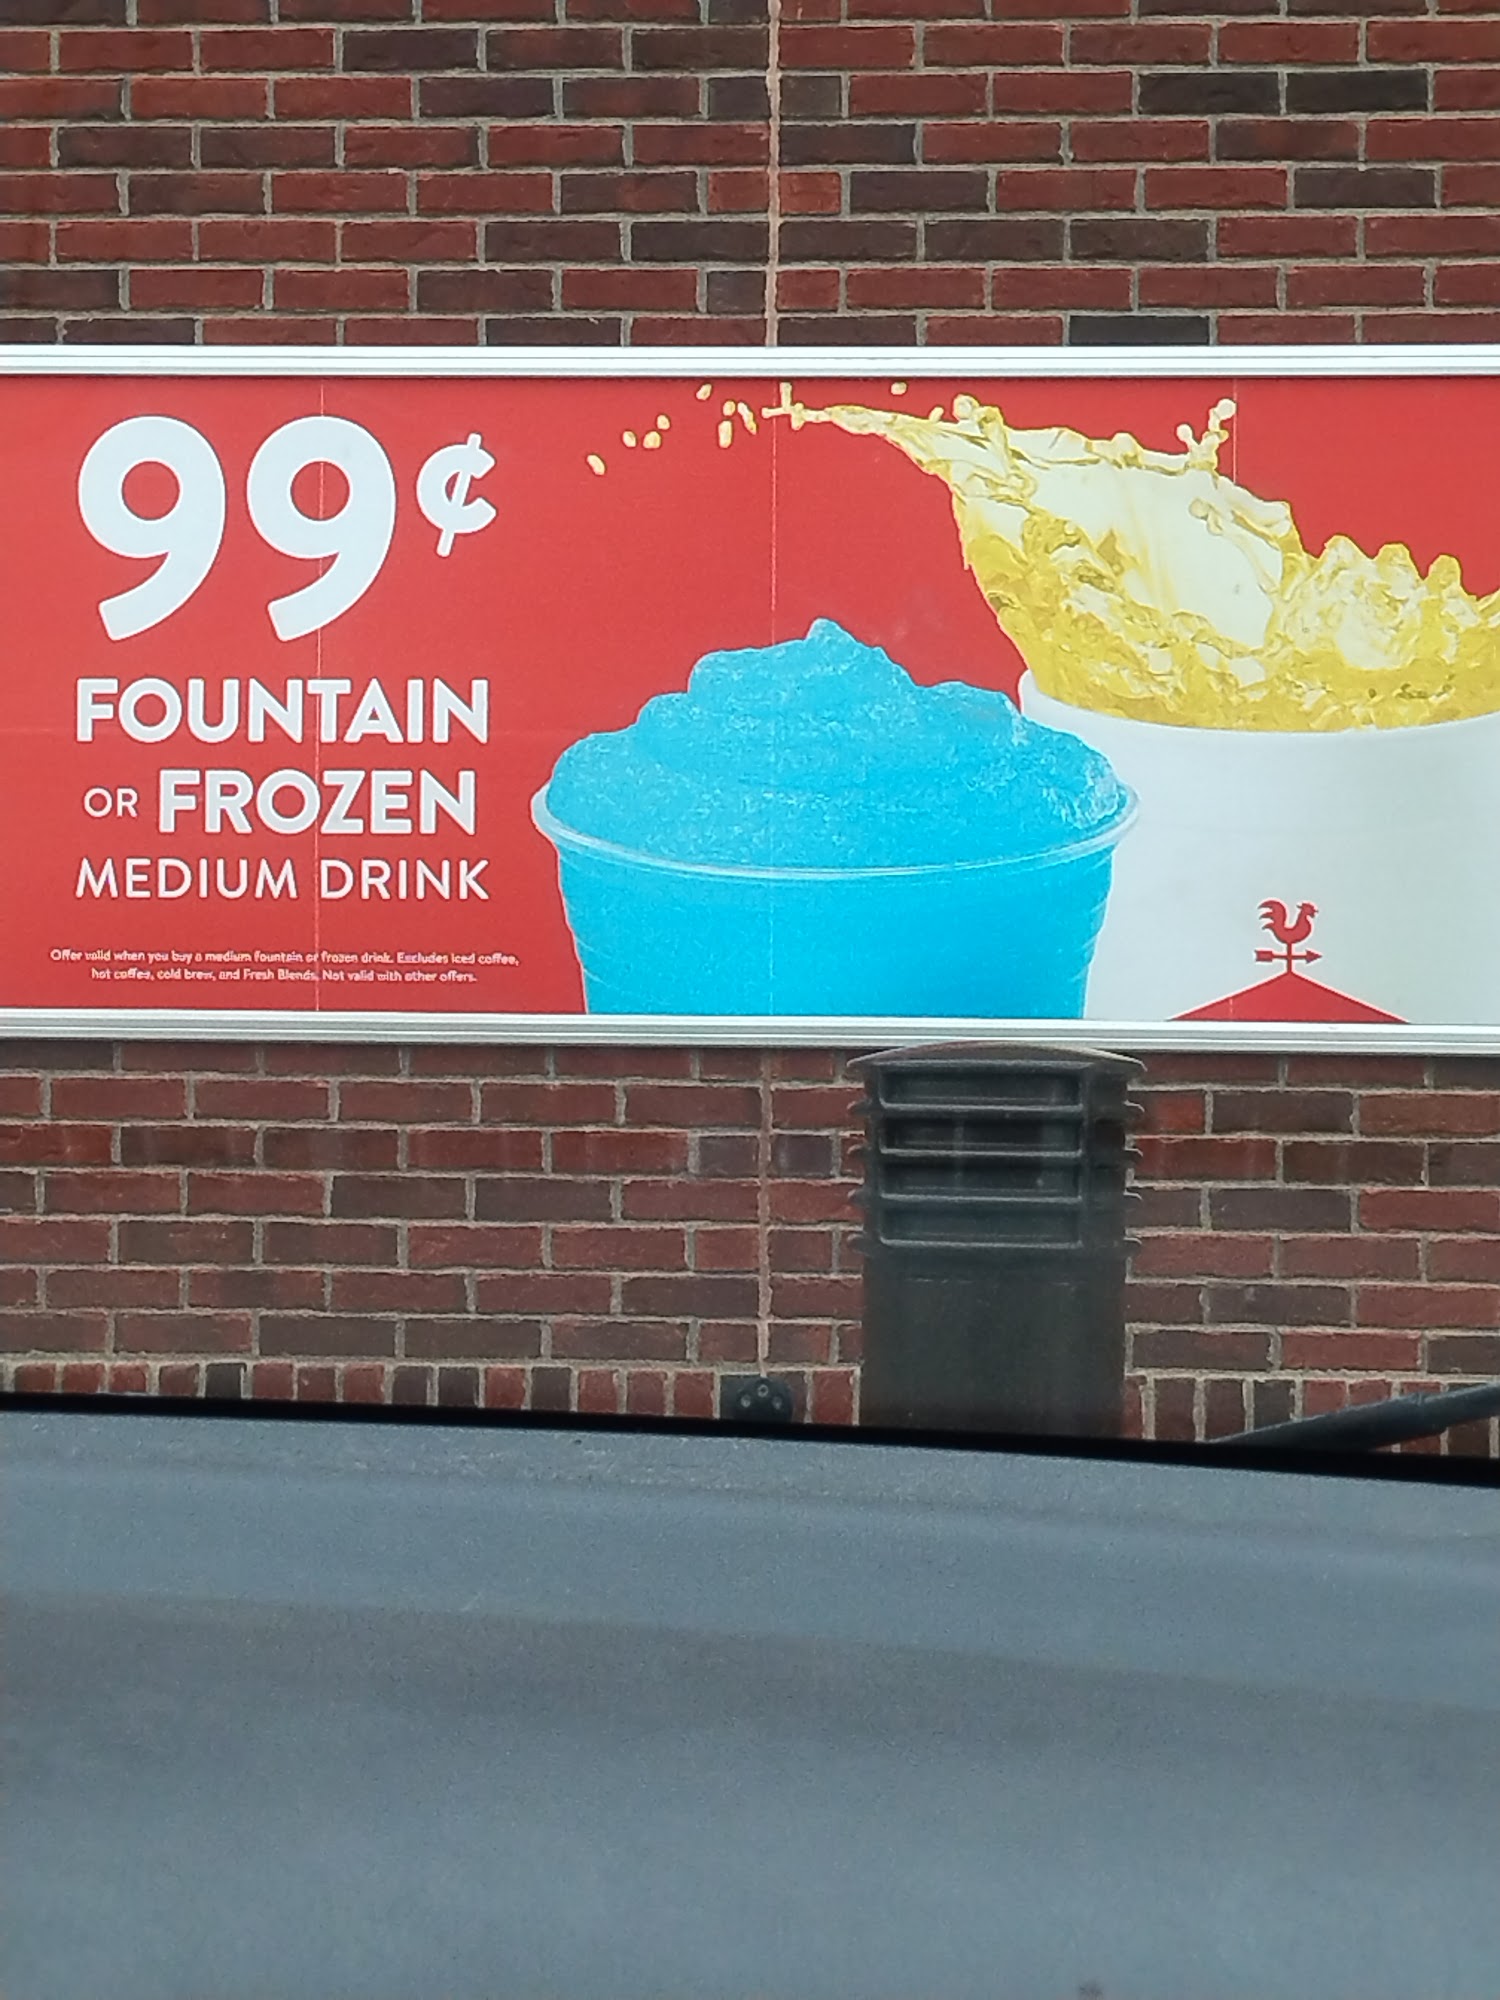 99¢
FOUNTAIN
OR FROZEN
MEDIUM DRINK
Offer valid when you buy a medium fountain or frozen drink. Excludes iced coffee,
hot coffee, cold brew, and Fresh Blends. Not valid with other offers.